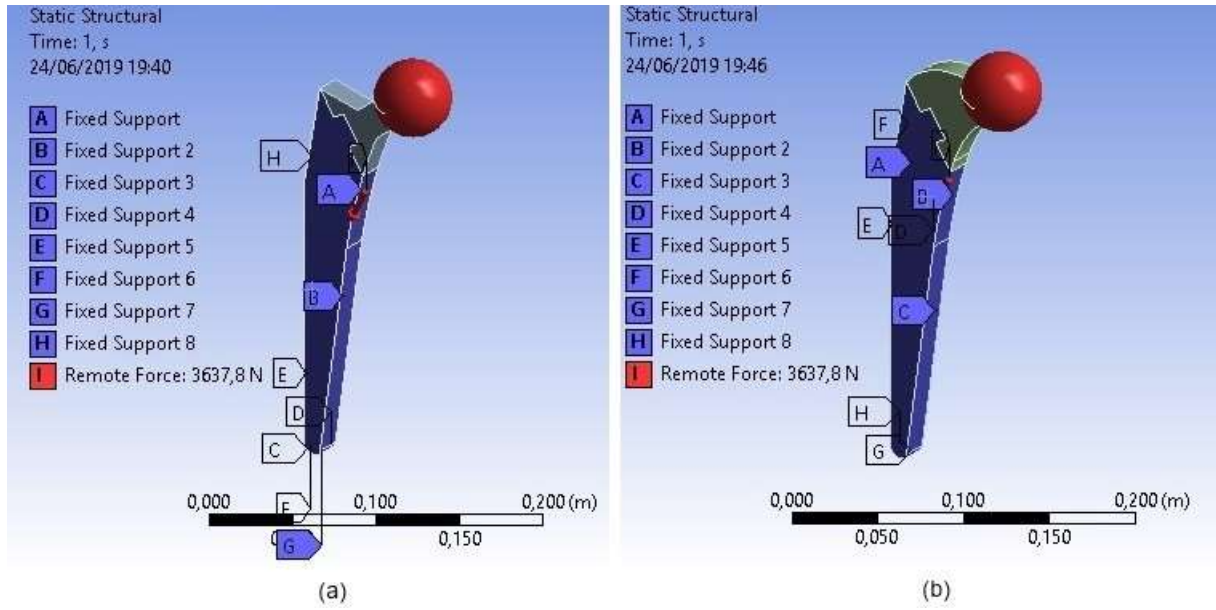 Static Structural
Time: 1, s
24/06/2019 19:40
A Fixed Support
B Fixed Support 2
C Fixed Support 3
D Fixed Support 4
E Fixed Support 5
F Fixed Support 6
G Fixed Support 7
H Fixed Support 8
I Remote Force: 3637,8 N
H
A
B
E
D
C
F
G
0,000 0,100 0,200 (m)
0,150
(a)
Static Structural
Time: 1, s
24/06/2019 19:46
A Fixed Support
B Fixed Support 2
C Fixed Support 3
D Fixed Support 4
E Fixed Support 5
F Fixed Support 6
G Fixed Support 7
H Fixed Support 8
I Remote Force: 3637,8 N
F
A
B
E D
C
H
G
0,000 0,100 0,200 (m)
0,050 0,150
(b)